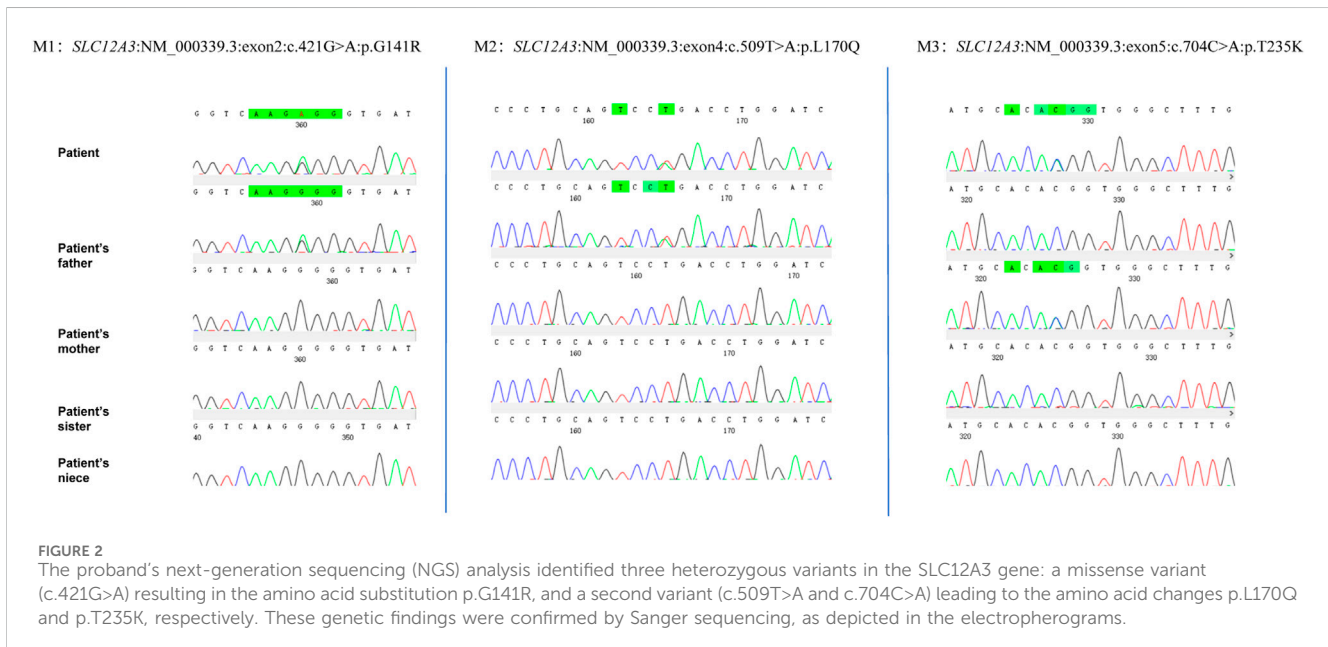 M1: SLC12A3:NM_000339.3:exon2:c.421G>A:p.G141R
M2: SLC12A3:NM_000339.3:exon4:c.509T>A:p.L170Q
M3: SLC12A3:NM_000339.3:exon5:c.704C>A:p.T235K
G G T C A A G A G G G T G A T
360
C C C T G C A G T C C T G A C C T G G A T C
160 170
A T G C A C A C G G T G G G C T T T G
330
Patient
G G T C A A G G G G G T G A T
360
C C C T G C A G T C C T G A C C T G G A T C
160 170
A T G C A C A C G G T G G G C T T T G
320 330
Patient's
father
G G T C A A G G G G G T G A T
360
C C C T G C A G T C C T G A C C T G G A T C
160 170
A T G C A C A C G G T G G G C T T T G
320 330
Patient's
mother
G G T C A A G G G G G T G A T
360
C C C T G C A G T C C T G A C C T G G A T C
160 170
A T G C A C A C G G T G G G C T T T G
320 330
Patient's
sister
G G T C A A G G G G G T G A T
40 350
C C C T G C A G T C C T G A C C T G G A T C
160 170
A T G C A C A C G G T G G G C T T T G
320 330
Patient's
niece
FIGURE 2
The proband's next-generation sequencing (NGS) analysis identified three heterozygous variants in the SLC12A3 gene: a missense variant
(c.421G>A) resulting in the amino acid substitution p.G141R, and a second variant (c.509T>A and c.704C>A) leading to the amino acid changes p.L170Q
and p.T235K, respectively. These genetic findings were confirmed by Sanger sequencing, as depicted in the electropherograms.